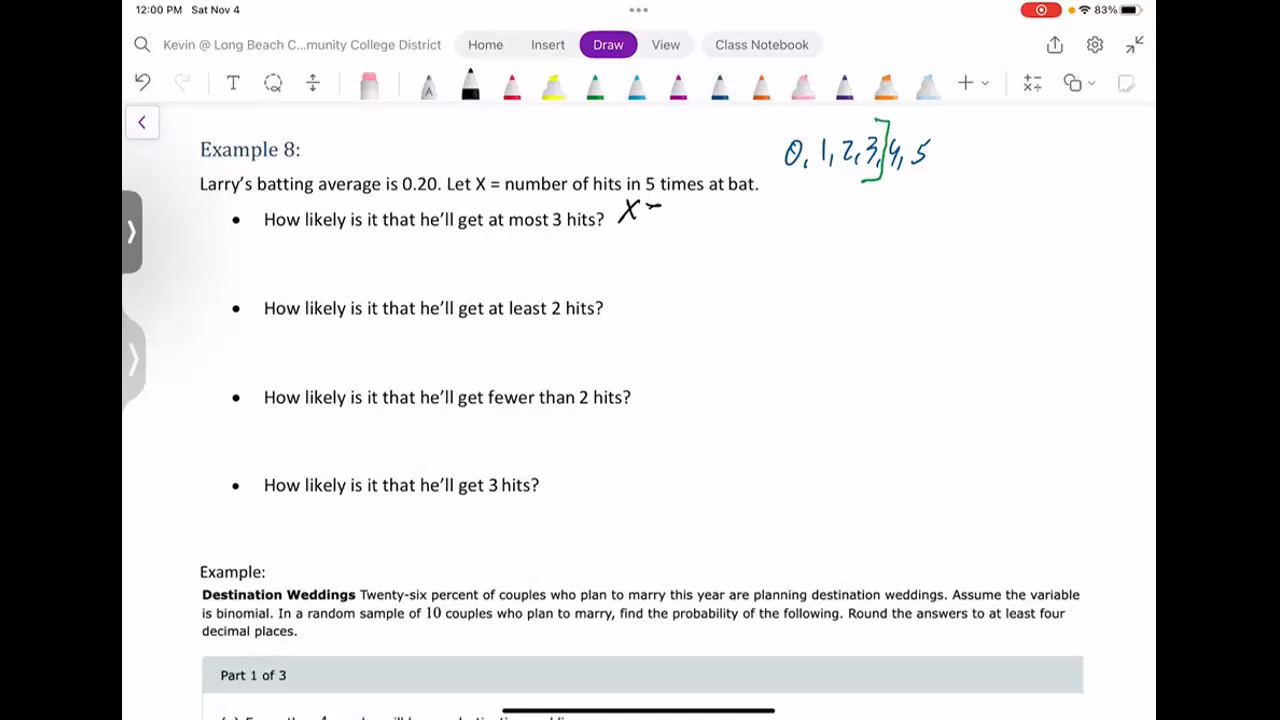 12:00 PM Sat Nov 4
83%
Kevin @ Long Beach C...munity College District Home Insert Draw View Class Notebook
Example 8:
0, 1, 2, 3, 4, 5
Larry's batting average is 0.20. Let X = number of hits in 5 times at bat.
• How likely is it that he'll get at most 3 hits?
• How likely is it that he'll get at least 2 hits?
• How likely is it that he'll get fewer than 2 hits?
• How likely is it that he'll get 3 hits?
Example:
Destination Weddings Twenty-six percent of couples who plan to marry this year are planning destination weddings. Assume the variable
is binomial. In a random sample of 10 couples who plan to marry, find the probability of the following. Round the answers to at least four
decimal places.
Part 1 of 3